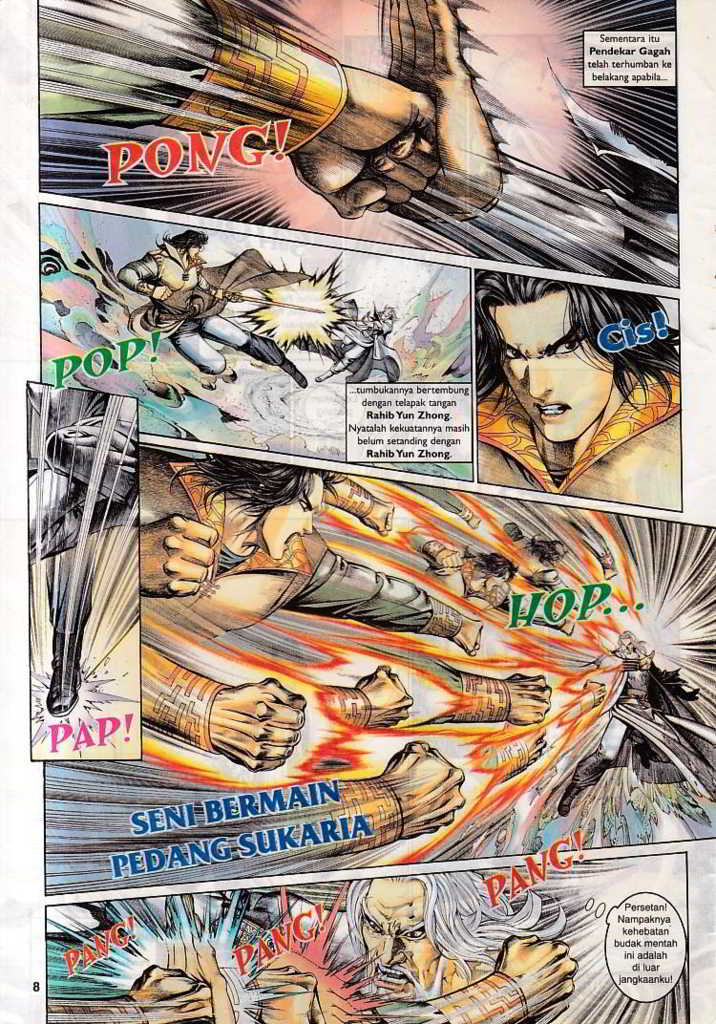 Sementara itu
Pendekar Gagah
telah terhumban ke
belakang apabila...
PONG!
POP!
...tumbukannya bertembung
dengan telapak tangan
Rahib Yun Zhong.
Nyatalah kekuatannya masih
belum setanding dengan
Rahib Yun Zhong.
Cis!
PAP!
HOP...
SENI BERMAIN
PEDANG SUKARIA
PANG!
PANG!
PANG!
Persetan!
Nampaknya
kehebatan
budak mentah
ini adalah
di luar
jangkaanku!
8